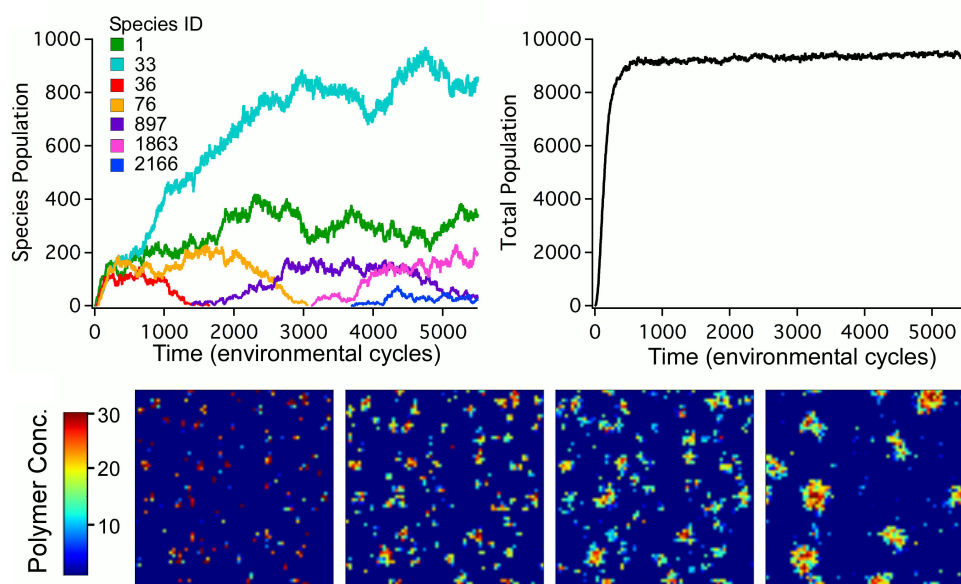 Species ID
1
33
36
76
897
1863
2166
1000
800
600
400
200
0
Species Population
0 1000 2000 3000 4000 5000
Time (environmental cycles)
10000
8000
6000
4000
2000
0
Total Population
0 1000 2000 3000 4000 5000
Time (environmental cycles)
Polymer Conc.
30
20
10